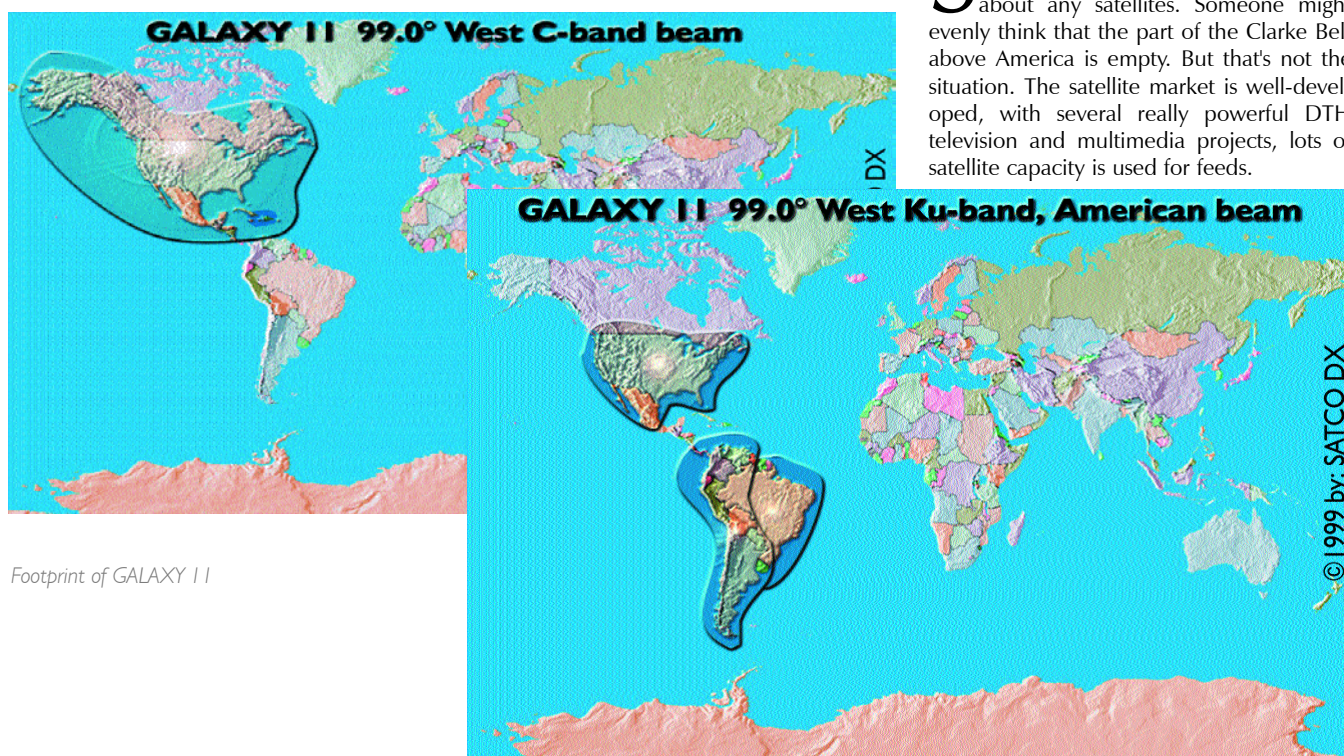 GALAXY 11 99.0° West C-band beam
S about any satellites. Someone migh
evenly think that the part of the Clarke Bel
above America is empty. But that's not the
situation. The satellite market is well-devel
oped, with several really powerful DTH
television and multimedia projects, lots o
satellite capacity is used for feeds.
DX
GALAXY 11 99.0° West Ku-band, American beam
©1999 by: SATCO DX
Footprint of GALAXY 11